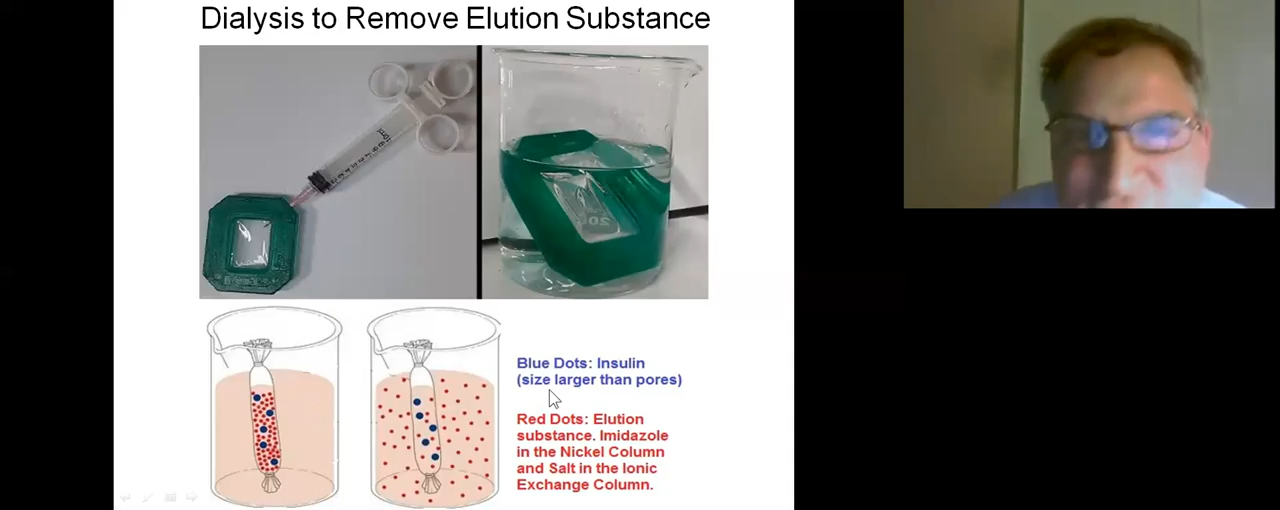 Dialysis to Remove Elution Substance
Blue Dots: Insulin
(size larger than pores)
Red Dots: Elution
substance. Imidazole
in the Nickel Column
and Salt in the Ionic
Exchange Column.